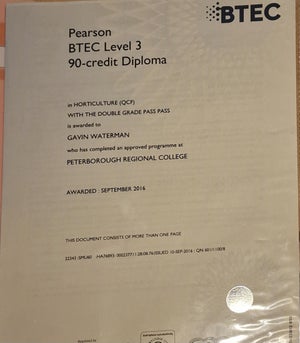 BTEC
Pearson
BTEC Level 3
90-credit Diploma
in HORTICULTURE (QCF)
WITH THE DOUBLE GRADE PASS PASS
is awarded to
GAVIN WATERMAN
who has completed an approved programme at
PETERBOROUGH REGIONAL COLLEGE
AWARDED : SEPTEMBER 2016
THIS DOCUMENT CONSISTS OF MORE THAN ONE PAGE